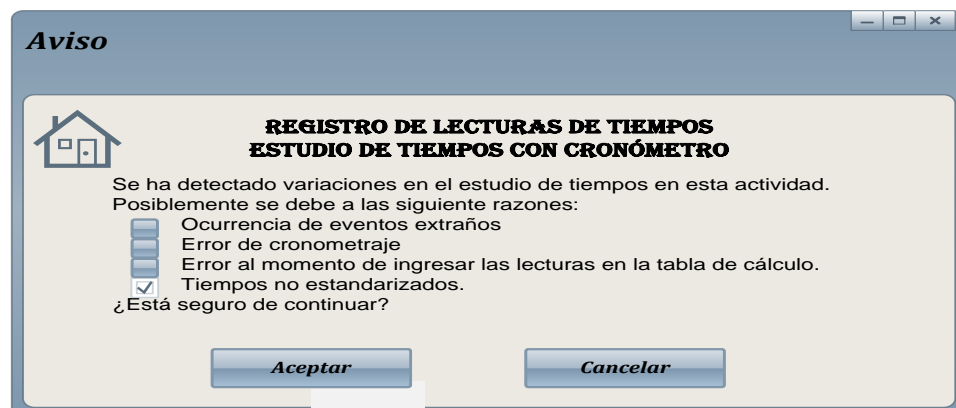 Aviso
REGISTRO DE LECTURAS DE TIEMPOS
ESTUDIO DE TIEMPOS CON CRONÓMETRO
Se ha detectado variaciones en el estudio de tiempos en esta actividad.
Posiblemente se debe a las siguiente razones:
Ocurrencia de eventos extraños
Error de cronometraje
Error al momento de ingresar las lecturas en la tabla de cálculo.
Tiempos no estandarizados.
¿Está seguro de continuar?
Aceptar Cancelar